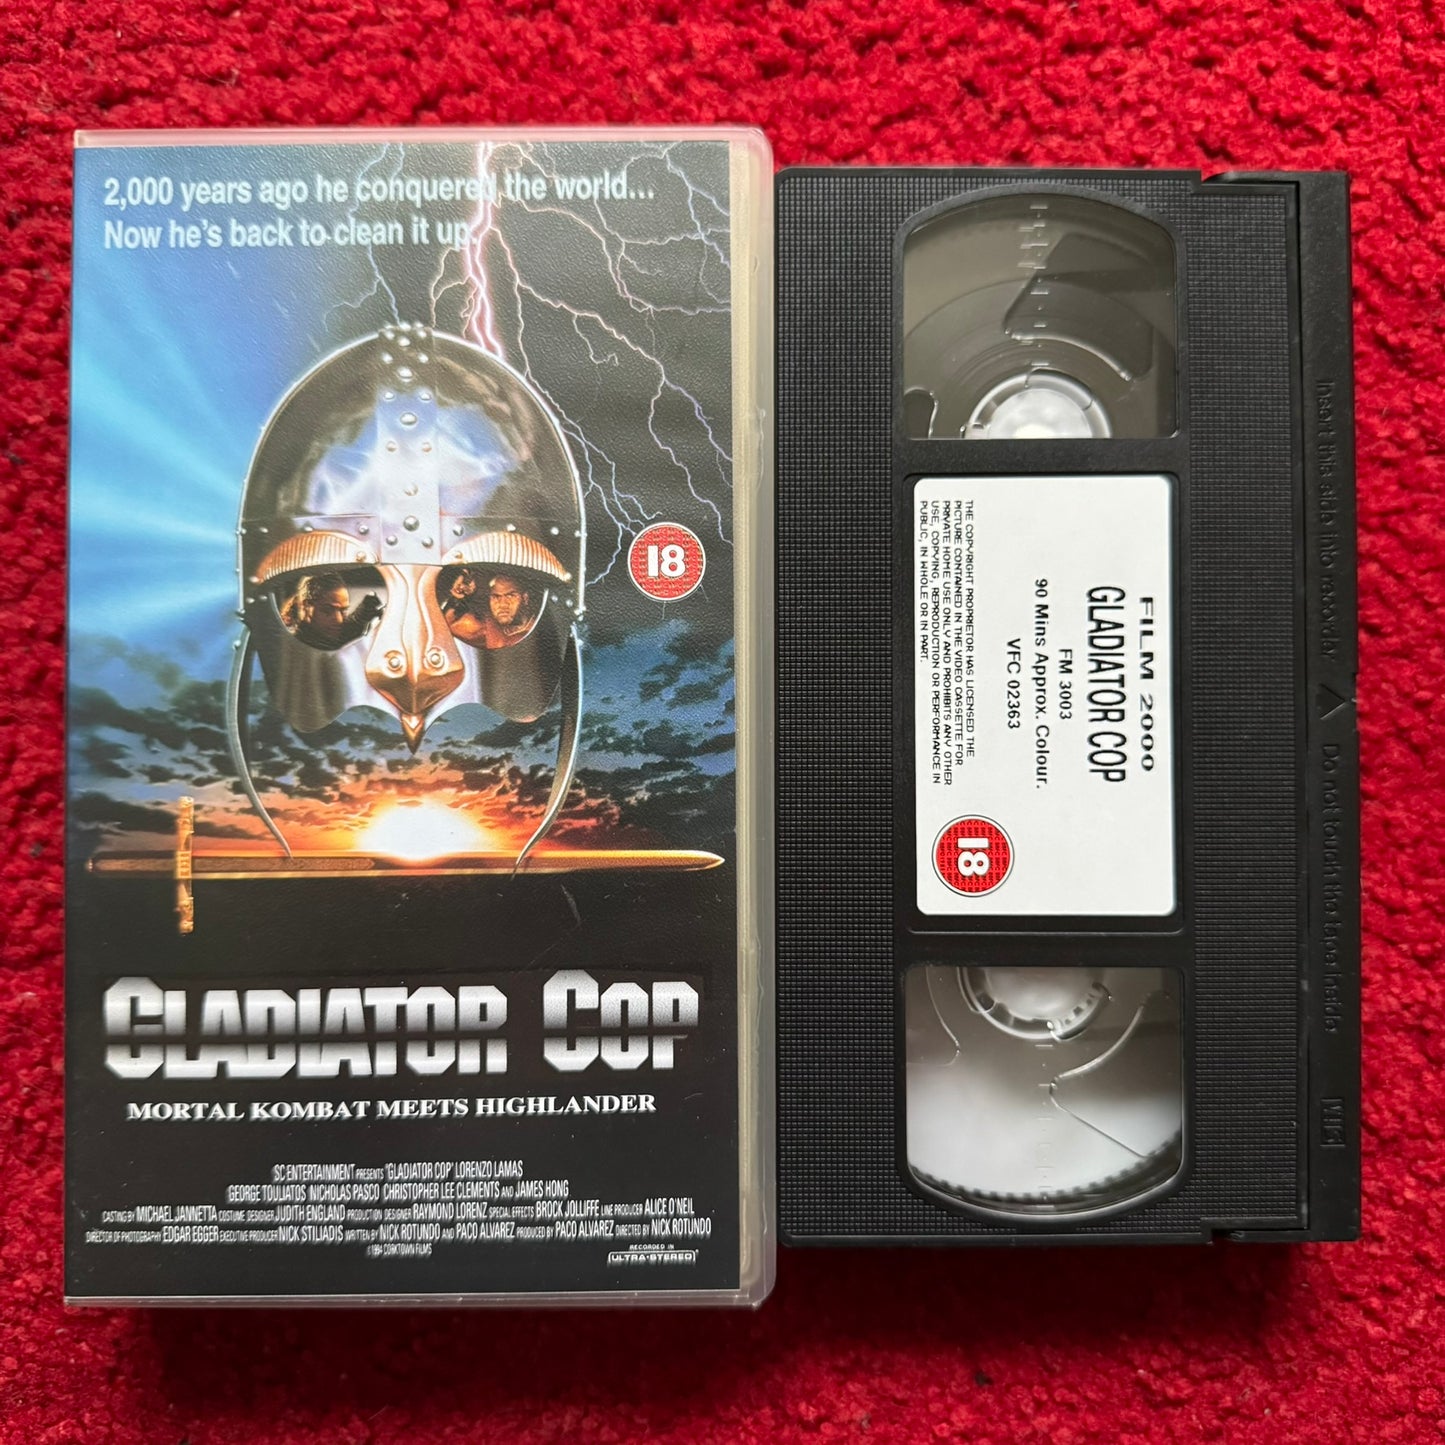 2,000 years ago he conquered the world...
Now he's back to clean it up.
18
GLADIATOR COP
MORTAL KOMBAT MEETS HIGHLANDER
SC ENTERTAINMENT PRESENTS 'GLADIATOR COP' LORENZO LAMAS
GEORGE TOULIATOS NICHOLAS PASCO CHRISTOPHER LEE CLEMENTS AND JAMES HONG
CASTING BY MICHAEL JANNETTA COSTUME DESIGNER JUDITH ENGLAND PRODUCTION DESIGNER RAYMOND LORENZ SPECIAL EFFECTS BROCK JOLLIFFE LINE PRODUCER ALICE O'NEIL
DIRECTOR OF PHOTOGRAPHY EDGAR EGGER EXECUTIVE PRODUCER NICK STILIADIS WRITTEN BY NICK ROTUNDO AND PACO ALVAREZ PRODUCED BY PACO ALVAREZ DIRECTED BY NICK ROTUNDO
©1994 CORKTOWN FILMS
RECORDED IN
ULTRA-STEREO
FILM 2000
GLADIATOR COP
FM 3003
90 Mins Approx. Colour.
VFC 02363
THE COPYRIGHT PROPRIETOR HAS LICENSED THE
PICTURE CONTAINED IN THE VIDEO CASSETTE FOR
PRIVATE HOME USE ONLY AND PROHIBITS ANY OTHER
USE, COPYING, REPRODUCTION OR PERFORMANCE IN
PUBLIC, IN WHOLE OR IN PART.
18
Insert this side into recorder △ Do not touch the tape inside
VHS